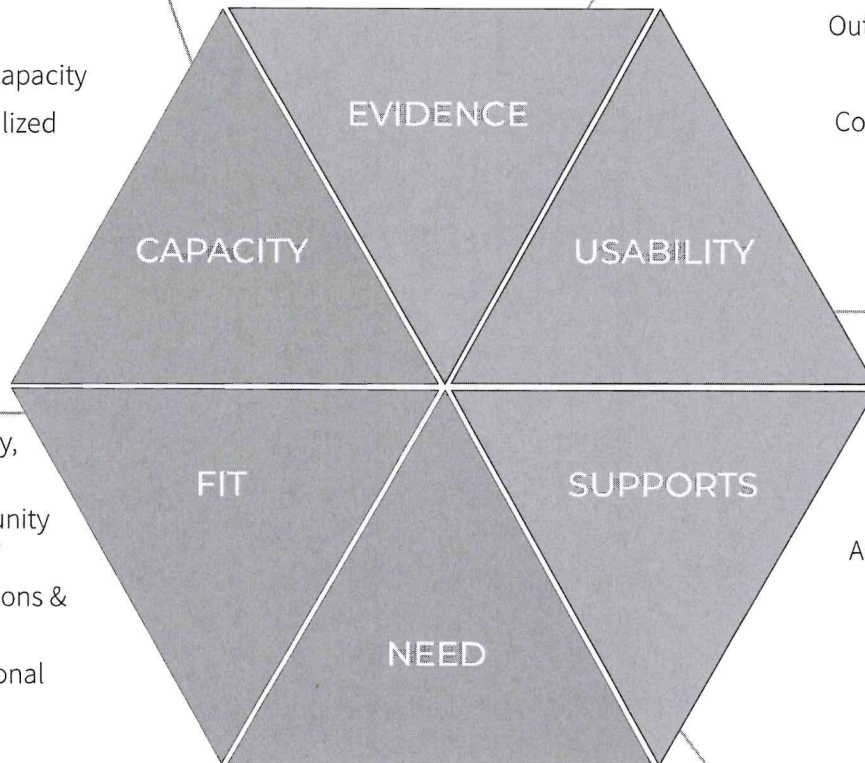 EVIDENCE
CAPACITY
USABILITY
FIT
SUPPORTS
NEED
apacity
lized
y,
unity
ons &
onal
Out
Co
A